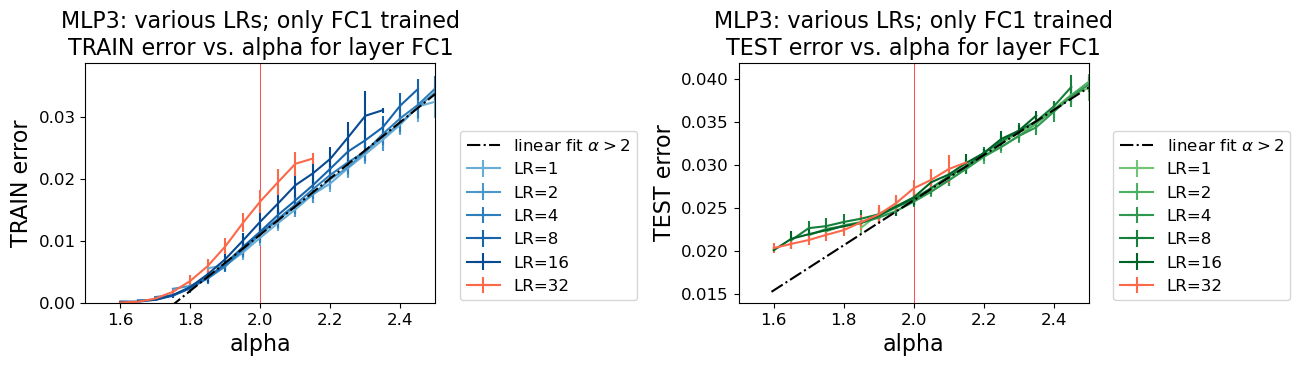 MLP3: various LRs; only FC1 trained
TRAIN error vs. alpha for layer FC1
TRAIN error
0.03
0.02
0.01
0.00
1.6 1.8 2.0 2.2 2.4
alpha
linear fit α > 2
LR=1
LR=2
LR=4
LR=8
LR=16
LR=32
MLP3: various LRs; only FC1 trained
TEST error vs. alpha for layer FC1
TEST error
0.040
0.035
0.030
0.025
0.020
0.015
1.6 1.8 2.0 2.2 2.4
alpha
linear fit α > 2
LR=1
LR=2
LR=4
LR=8
LR=16
LR=32